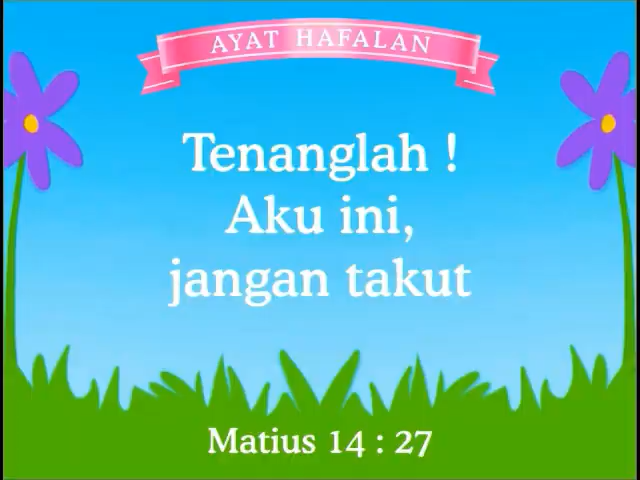 AYAT HAFALAN
Tenanglah !
Aku ini,
jangan takut
Matius 14 : 27